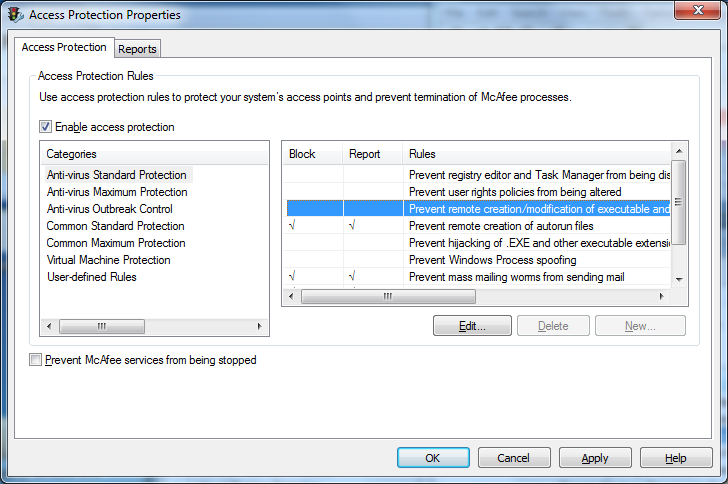 Access Protection Properties
Access Protection
Reports
Access Protection Rules
Use access protection rules to protect your system's access points and prevent termination of McAfee processes.
Enable access protection
Categories
Anti-virus Standard Protection
Anti-virus Maximum Protection
Anti-virus Outbreak Control
Common Standard Protection
Common Maximum Protection
Virtual Machine Protection
User-defined Rules
Block Report Rules
Prevent registry editor and Task Manager from being dis
Prevent user rights policies from being altered
Prevent remote creation/modification of executable and
√ √ Prevent remote creation of autorun files
Prevent hijacking of .EXE and other executable extensi
Prevent Windows Process spoofing
√ √ Prevent mass mailing worms from sending mail
Edit... Delete New...
Prevent McAfee services from being stopped
OK Cancel Apply Help